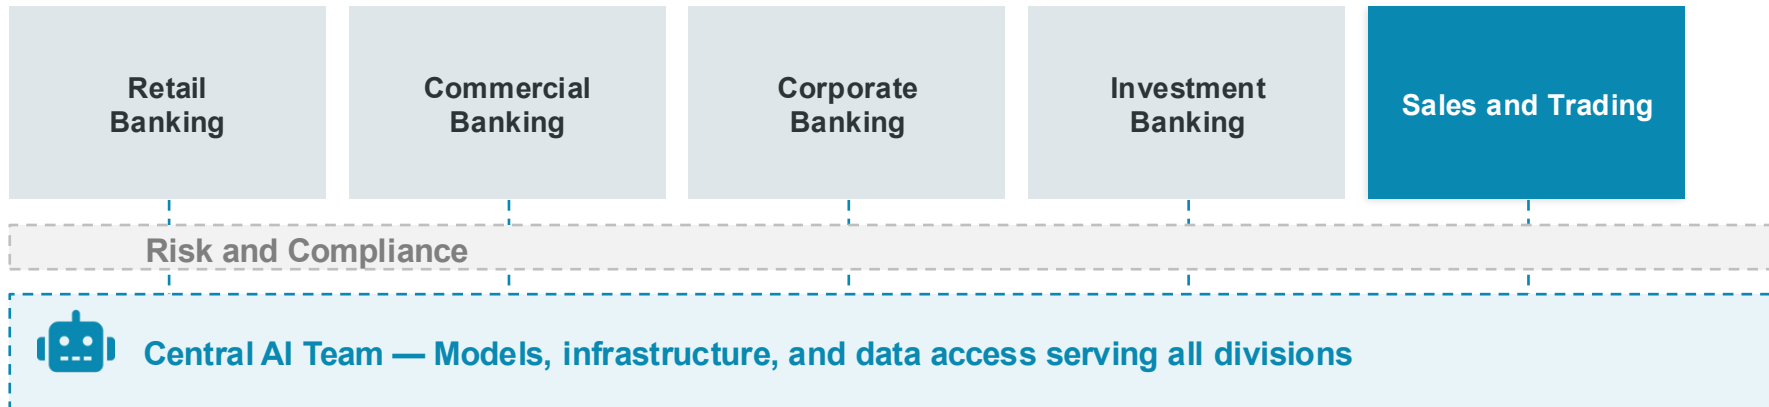 Retail
Banking
Commercial
Banking
Corporate
Banking
Investment
Banking
Sales and Trading
Risk and Compliance
Central AI Team — Models, infrastructure, and data access serving all divisions